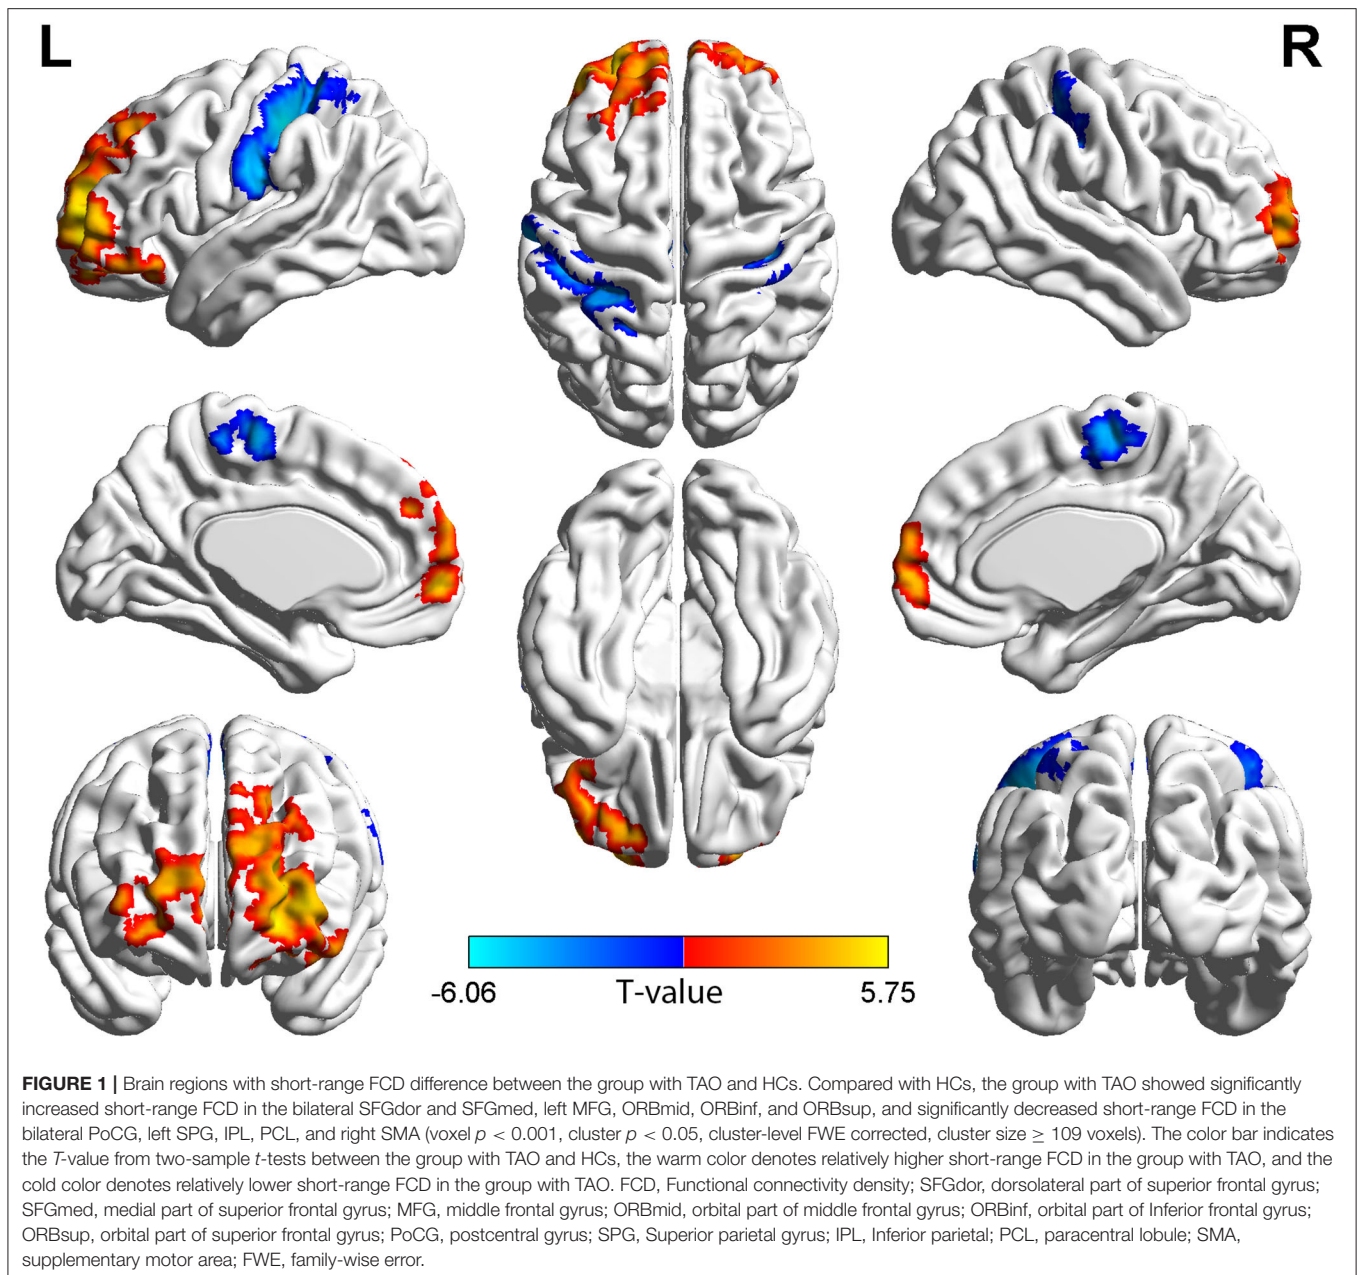 L
R
-6.06
T-value
5.75
FIGURE 1 | Brain regions with short-range FCD difference between the group with TAO and HCs. Compared with HCs, the group with TAO showed significantly
increased short-range FCD in the bilateral SFGdor and SFGmed, left MFG, ORBmid, ORBinf, and ORBsup, and significantly decreased short-range FCD in the
bilateral PoCG, left SPG, IPL, PCL, and right SMA (voxel p < 0.001, cluster p < 0.05, cluster-level FWE corrected, cluster size ≥ 109 voxels). The color bar indicates
the T-value from two-sample t-tests between the group with TAO and HCs, the warm color denotes relatively higher short-range FCD in the group with TAO, and the
cold color denotes relatively lower short-range FCD in the group with TAO. FCD, Functional connectivity density; SFGdor, dorsolateral part of superior frontal gyrus;
SFGmed, medial part of superior frontal gyrus; MFG, middle frontal gyrus; ORBmid, orbital part of middle frontal gyrus; ORBinf, orbital part of Inferior frontal gyrus;
ORBsup, orbital part of superior frontal gyrus; PoCG, postcentral gyrus; SPG, Superior parietal gyrus; IPL, Inferior parietal; PCL, paracentral lobule; SMA,
supplementary motor area; FWE, family-wise error.